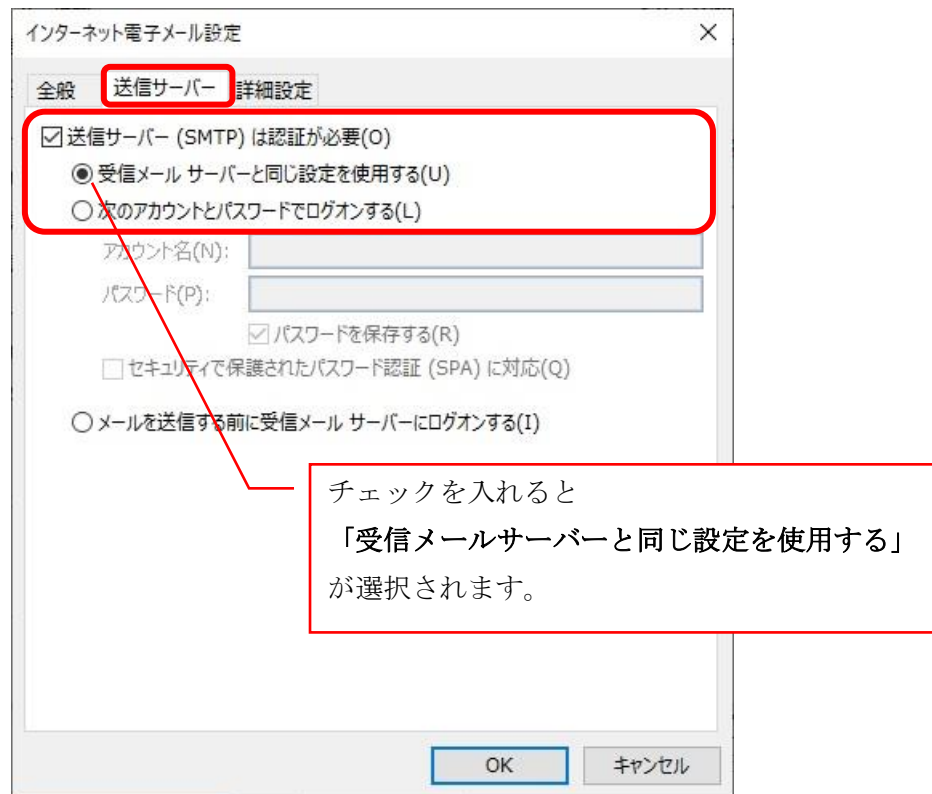 インターネット電子メール設定
全般 送信サーバー 詳細設定
送信サーバー (SMTP) は認証が必要(O)
受信メール サーバーと同じ設定を使用する(U)
次のアカウントとパスワードでログオンする(L)
アカウント名(N):
パスワード(P):
パスワードを保存する(R)
セキュリティで保護されたパスワード認証 (SPA) に対応(Q)
メールを送信する前に受信メール サーバーにログオンする(I)
チェックを入れると
「受信メールサーバーと同じ設定を使用する」
が選択されます。
OK キャンセル